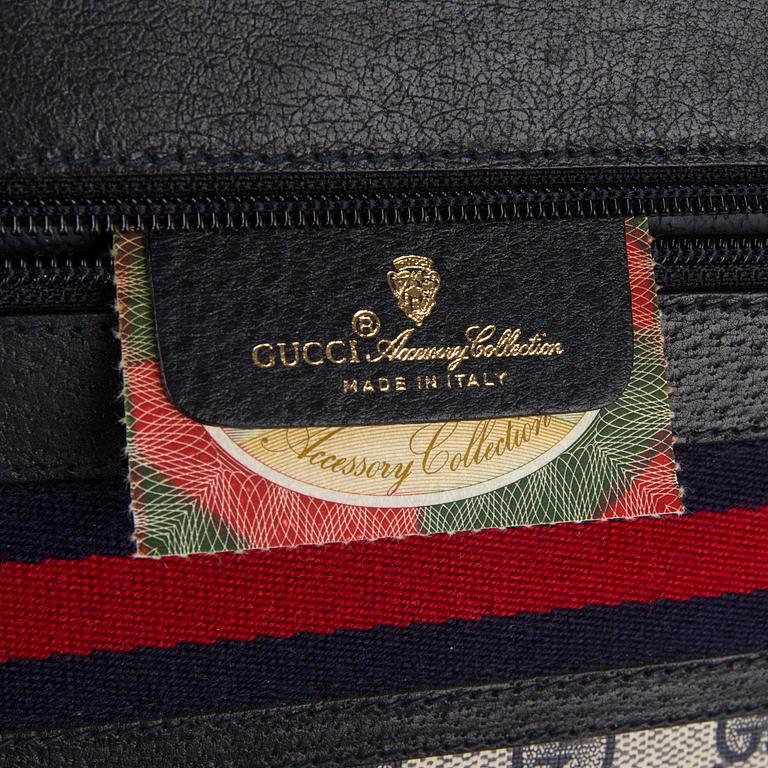 ®
GUCCI Accessory Collection
MADE IN ITALY
Accessory Collection